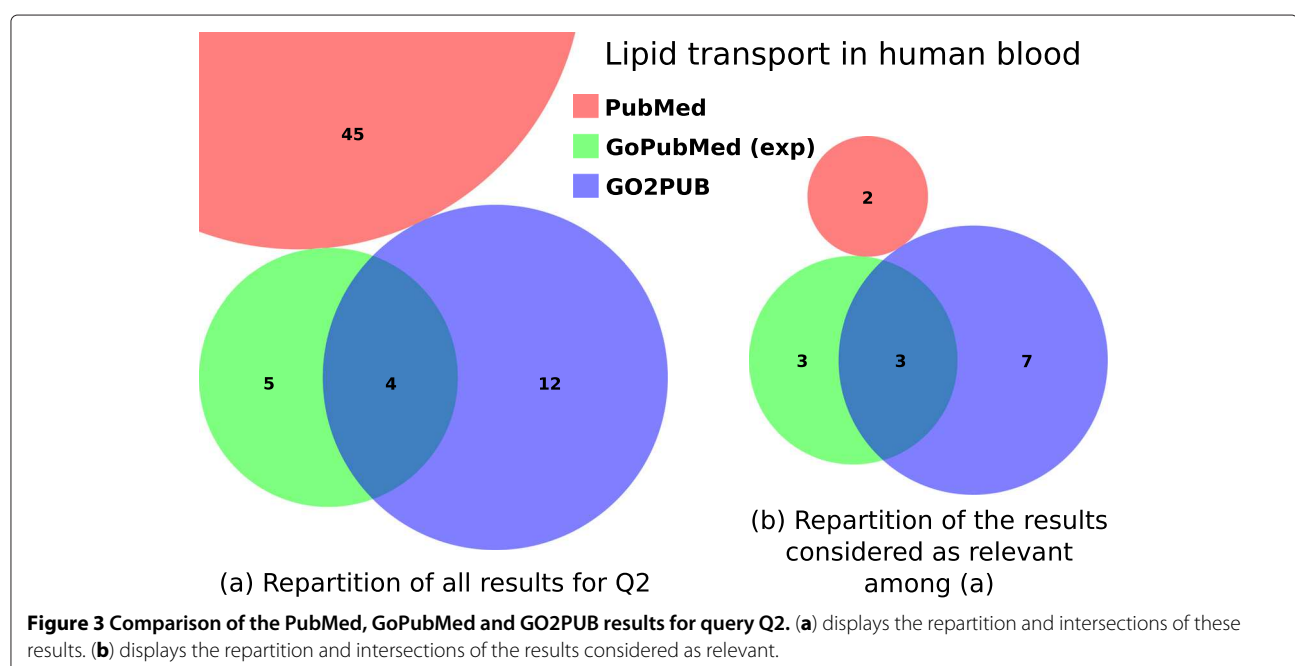 Lipid transport in human blood
PubMed
GoPubMed (exp)
GO2PUB
45
5
4
12
2
3
3
7
(a) Repartition of all results for Q2
(b) Repartition of the results
considered as relevant
among (a)
Figure 3 Comparison of the PubMed, GoPubMed and GO2PUB results for query Q2. (a) displays the repartition and intersections of these
results. (b) displays the repartition and intersections of the results considered as relevant.